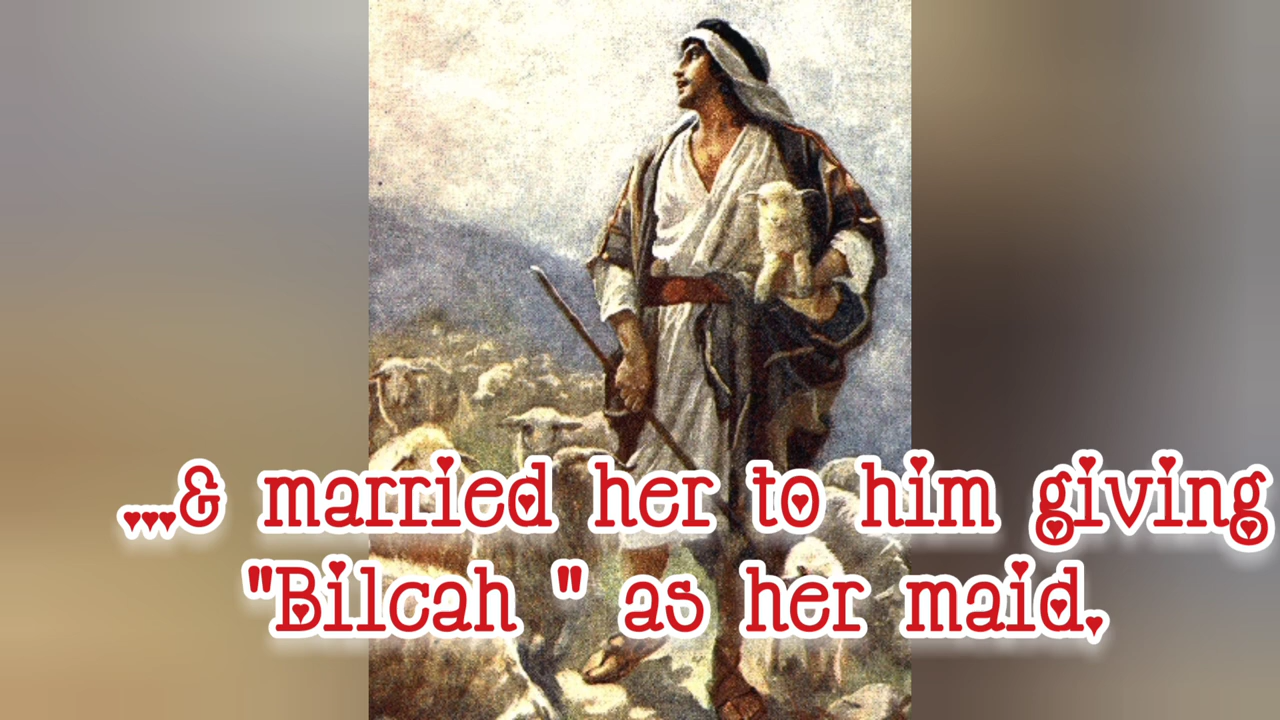 ...& married her to him giving
"Bilcah " as her maid.